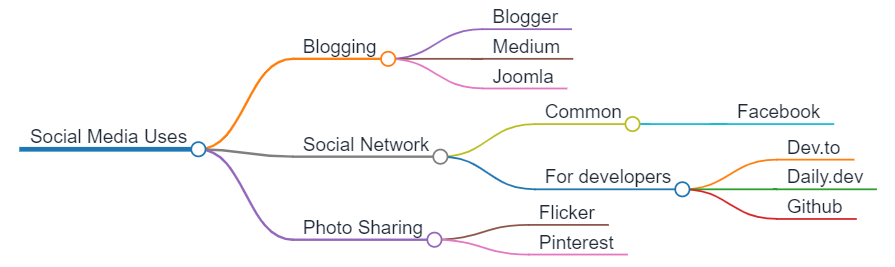 Social Media Uses
Blogging
Blogger
Medium
Joomla
Social Network
Common
Facebook
For developers
Dev.to
Daily.dev
Github
Photo Sharing
Flicker
Pinterest